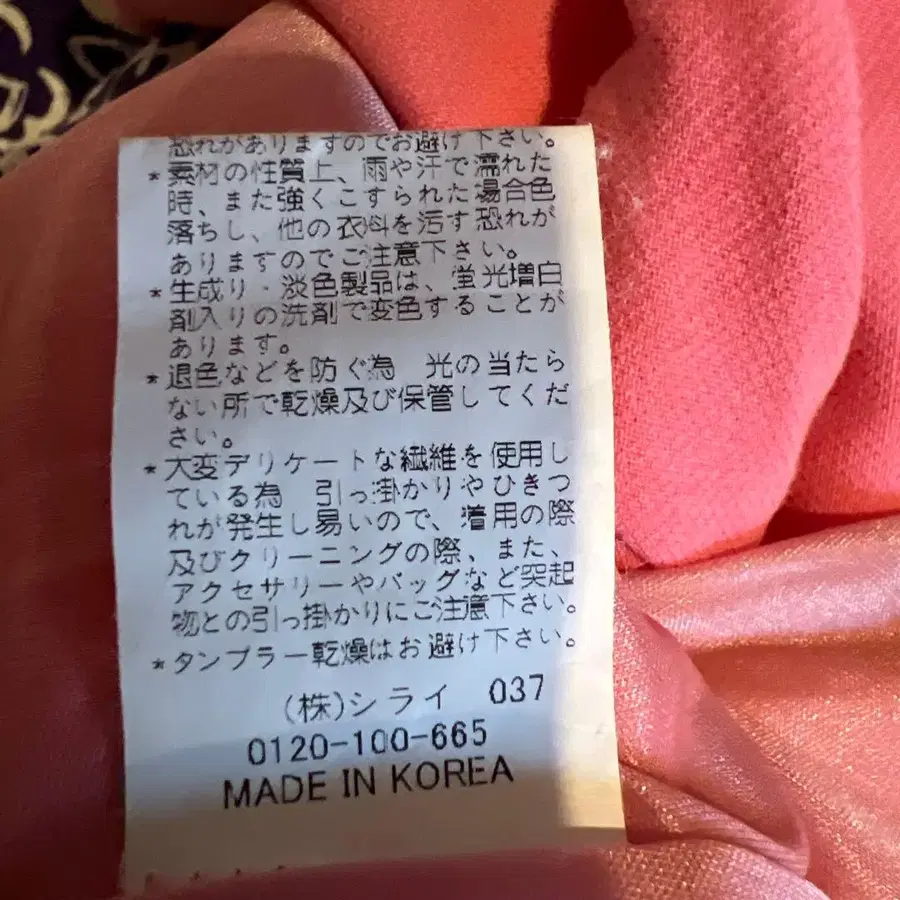 恐れがありますのでお避け下さい。
*素材の性質上、雨や汗で濡れた
時、また強くこすられた場合色
落ちし、他の衣料を汚す恐れが
ありますのでご注意下さい。
*生成り・淡色製品は、蛍光増白
剤入りの洗剤で変色することが
あります。
*退色などを防ぐ為 光の当たら
ない所で乾燥及び保管してくだ
さい。
*大変デリケートな繊維を使用し
ている為 引っ掛かりやひきつ
れが発生し易いので、着用の際
及びクリーニングの際、また、
アクセサリーやバッグなど突起
物との引っ掛かりにご注意下さい。
*タンブラー乾燥はお避け下さい。
(株)シライ 037
0120-100-665
MADE IN KOREA